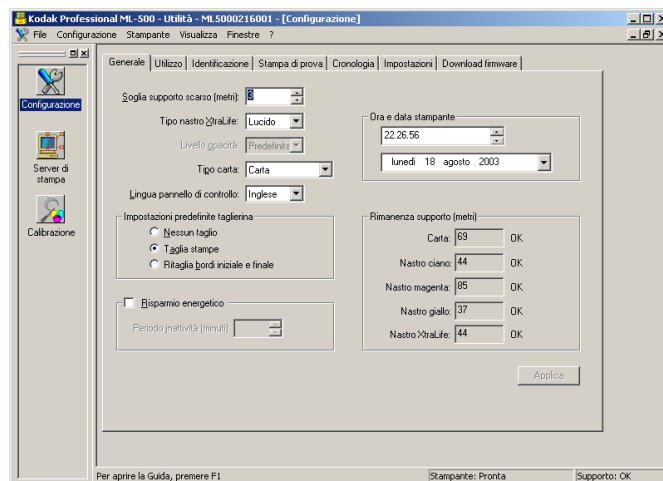 Kodak Professional ML-500 - Utilità - ML5000216001 - [Configurazione]
File Configurazione Stampante Visualizza Finestre ?
Configurazione
Server di
stampa
Calibrazione
Generale Utilizzo Identificazione Stampa di prova Cronologia Impostazioni Download firmware
Soglia supporto scarso (metri): 3
Tipo nastro XtraLife: Lucido
Livello opacità: Predefinita
Tipo carta: Carta
Lingua pannello di controllo: Inglese
Impostazioni predefinite taglierina
Nessun taglio
Taglia stampe
Ritaglia bordi iniziale e finale
Risparmio energetico
Periodo inattività (minuti):
Ora e data stampante
22.26.56
lunedì 18 agosto 2003
Rimanenza supporto (metri)
Carta: 69 OK
Nastro ciano: 44 OK
Nastro magenta: 85 OK
Nastro giallo: 37 OK
Nastro XtraLife: 44 OK
Applica
Per aprire la Guida, premere F1
Stampante: Pronta
Supporto: OK